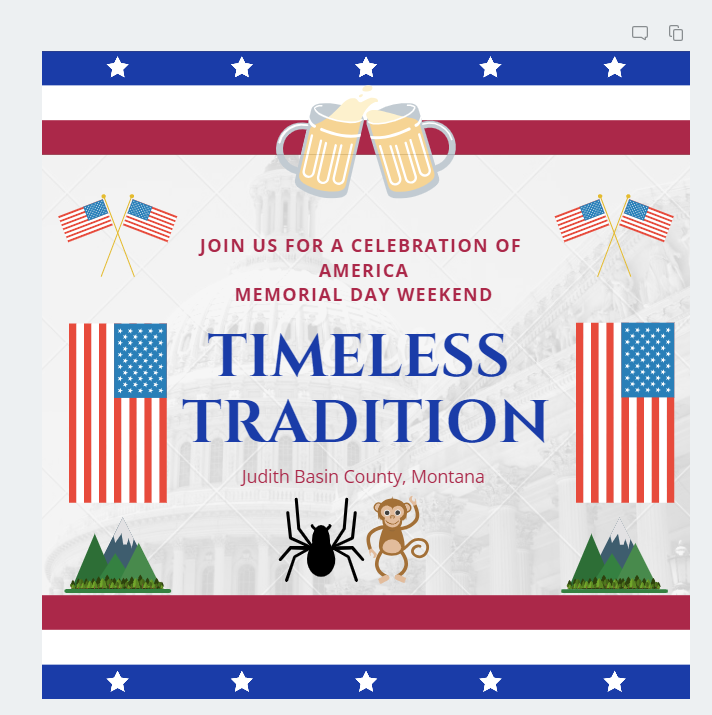 JOIN US FOR A CELEBRATION OF
AMERICA
MEMORIAL DAY WEEKEND
TIMELESS
TRADITION
Judith Basin County, Montana